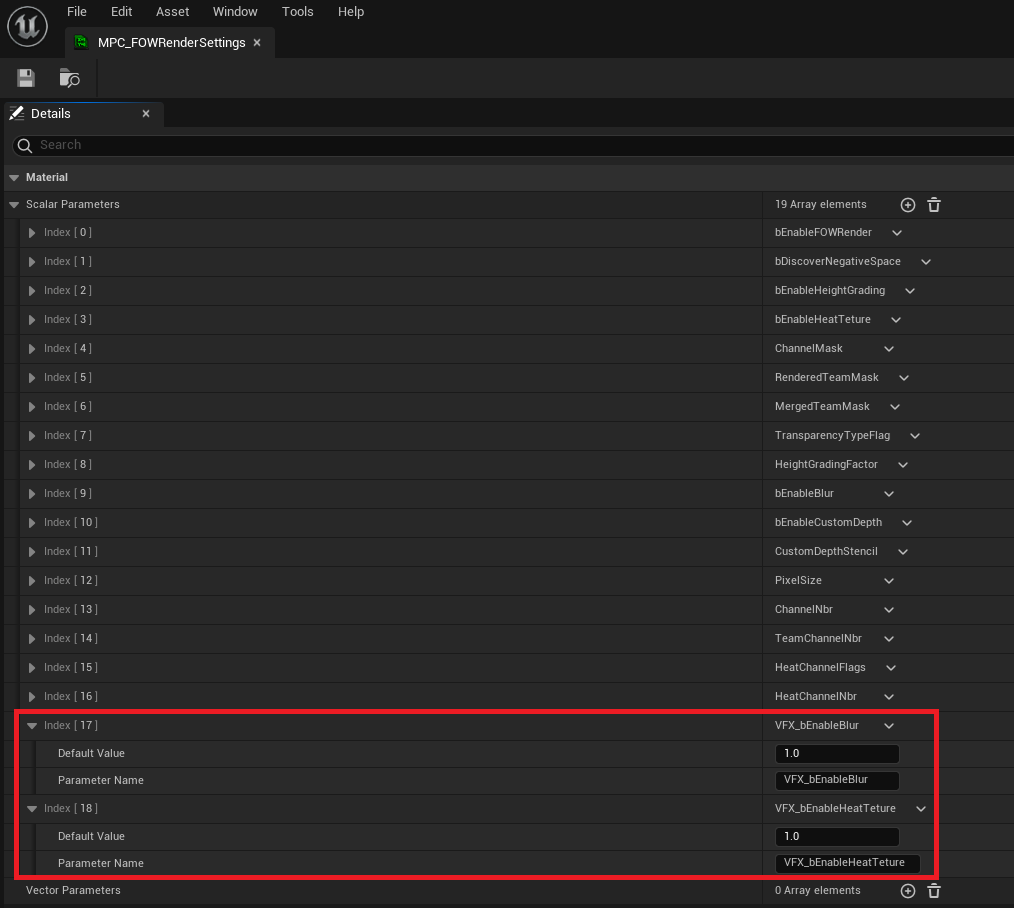 File Edit Asset Window Tools Help
MPC_FOWRenderSettings
Details
Search
Material
Scalar Parameters 19 Array elements
Index [ 0 ] bEnableFOWRender
Index [ 1 ] bDiscoverNegativeSpace
Index [ 2 ] bEnableHeightGrading
Index [ 3 ] bEnableHeatTeture
Index [ 4 ] ChannelMask
Index [ 5 ] RenderedTeamMask
Index [ 6 ] MergedTeamMask
Index [ 7 ] TransparencyTypeFlag
Index [ 8 ] HeightGradingFactor
Index [ 9 ] bEnableBlur
Index [ 10 ] bEnableCustomDepth
Index [ 11 ] CustomDepthStencil
Index [ 12 ] PixelSize
Index [ 13 ] ChannelNbr
Index [ 14 ] TeamChannelNbr
Index [ 15 ] HeatChannelFlags
Index [ 16 ] HeatChannelNbr
Index [ 17 ] VFX_bEnableBlur
Default Value 1.0
Parameter Name VFX_bEnableBlur
Index [ 18 ] VFX_bEnableHeatTeture
Default Value 1.0
Parameter Name VFX_bEnableHeatTeture
Vector Parameters 0 Array elements